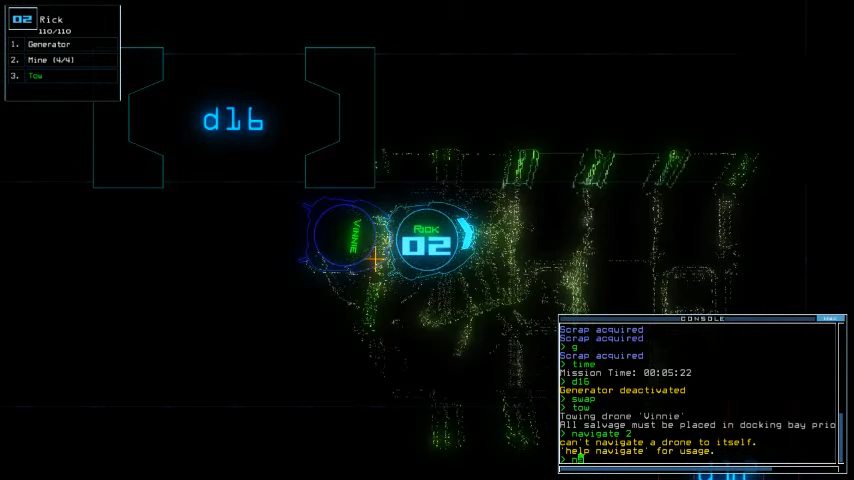 02 Rick
110/110
1. Generator
2. Mine (4/4)
3. Tow
d16
VINNIE
Rick
02
CONSOLE
Scrap acquired
Scrap acquired
> g
Scrap acquired
> time
Mission Time: 00:05:22
> d16
Generator deactivated
> swap
> tow
Towing drone 'Vinnie'
All salvage must be placed in docking bay prio
> navigate 2
can't navigate a drone to itself.
'help navigate' for usage.